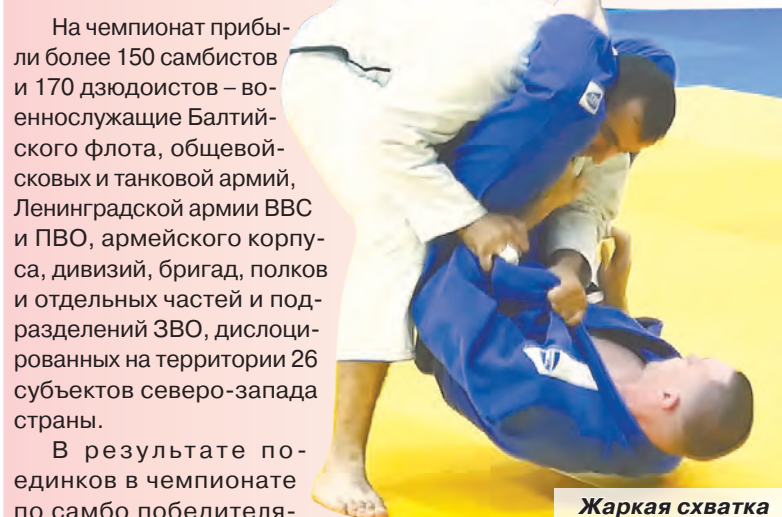 На чемпионат прибы-
ли более 150 самбистов
и 170 дзюдоистов – во-
еннослужащие Балтий-
ского флота, общевой-
сковых и танковой армий,
Ленинградской армии ВВС
и ПВО, армейского корпу-
са, дивизий, бригад, полков
и отдельных частей и под-
разделений ЗВО, дислоци-
рованных на территории 26
субъектов северо-запада
страны.
В результате по-
единков в чемпионате
по самбо победителя-
Жаркая схватка